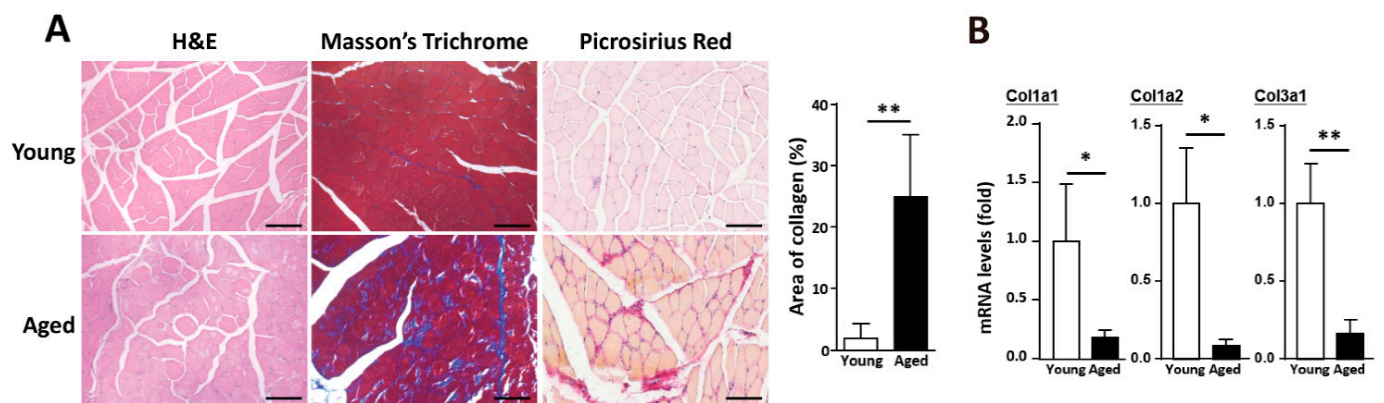 A
H&E
Masson's Trichrome
Picrosirius Red
Young
Aged
Area of collagen (%)
40
30
20
10
0
**
Young Aged
B
mRNA levels (fold)
Col1a1
2.0
1.5
1.0
0.5
0.0
*
Young Aged
Col1a2
1.5
1.0
0.5
0.0
*
Young Aged
Col3a1
1.5
1.0
0.5
0.0
**
Young Aged